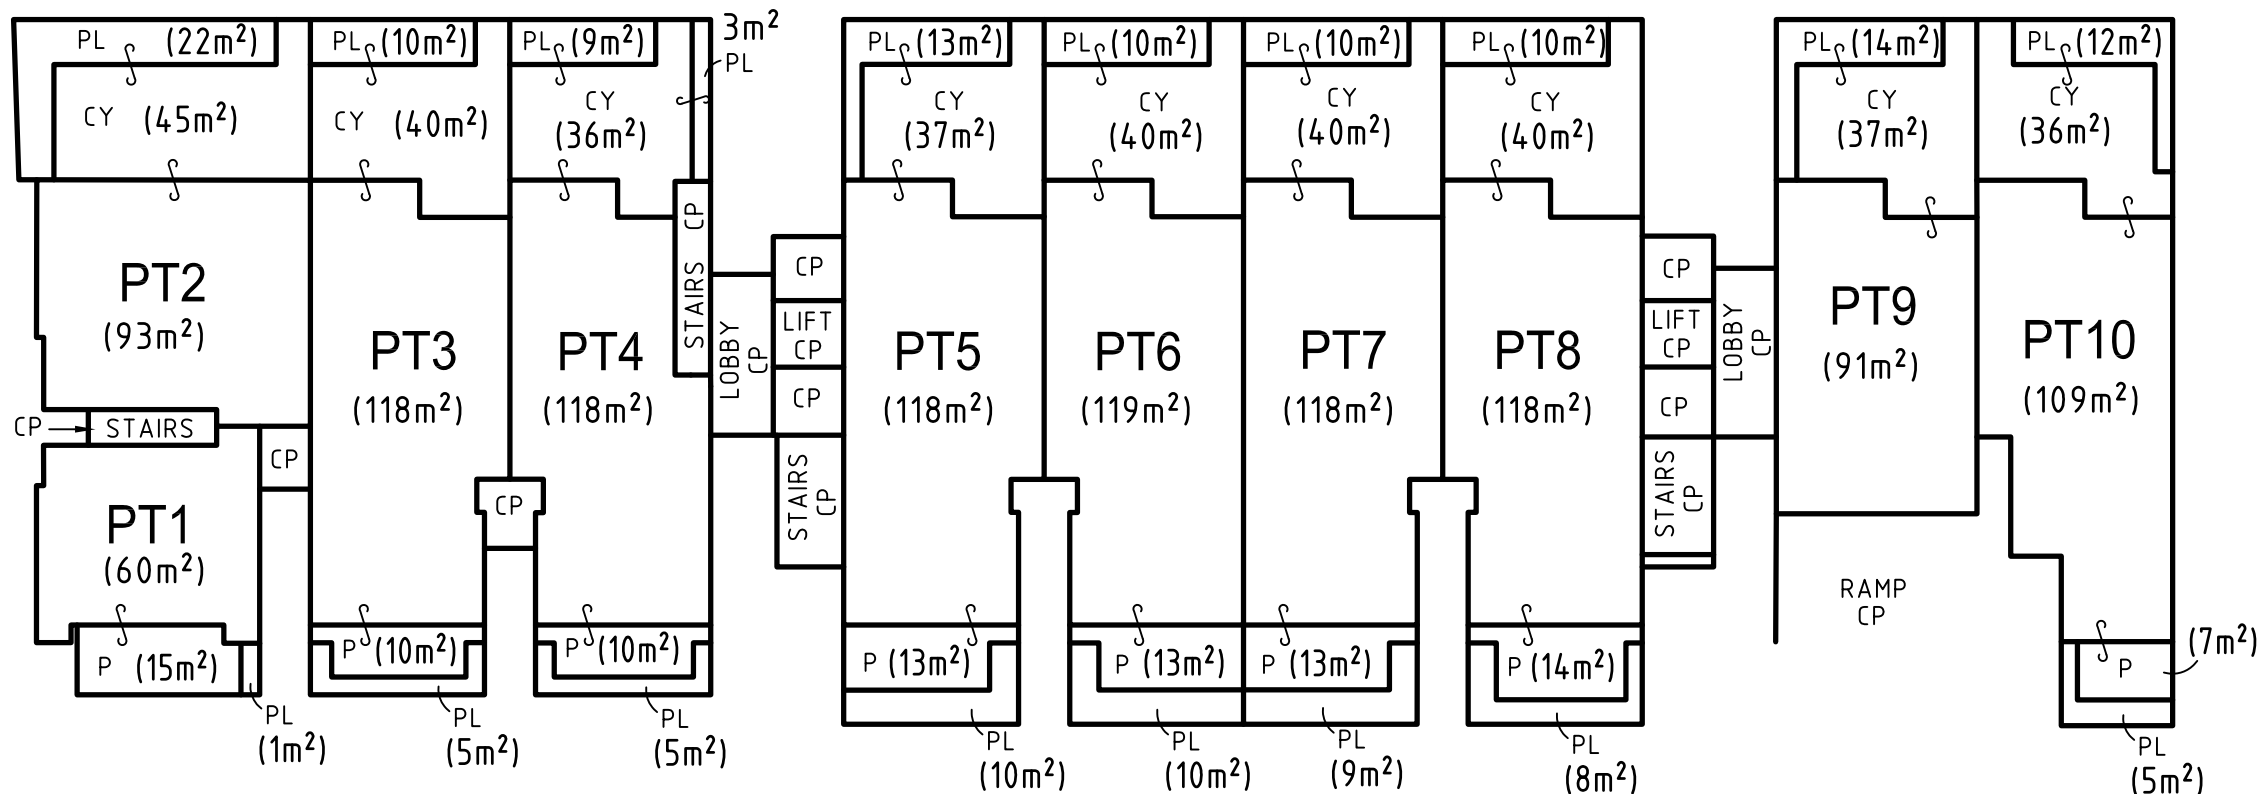 PL (22m²)
CY (45m²)
PT2
(93m²)
CP
STAIRS
CP
PT1
(60m²)
P (15m²)
PL
(1m²)
PL (10m²)
CY (40m²)
PT3
(118m²)
CP
P (10m²)
PL
(5m²)
PL (9m²)
3m²
PL
CY
(36m²)
STAIRS CP
PT4
(118m²)
P (10m²)
PL
(5m²)
LOBBY
CP
CP
LIFT
CP
CP
STAIRS
CP
PL (13m²)
CY
(37m²)
PT5
(118m²)
P (13m²)
PL
(10m²)
PL (10m²)
CY
(40m²)
PT6
(119m²)
P (13m²)
PL
(10m²)
PL (10m²)
CY
(40m²)
PT7
(118m²)
P (13m²)
PL
(9m²)
PL (10m²)
CY
(40m²)
PT8
(118m²)
P (14m²)
PL
(8m²)
CP
LIFT
CP
CP
STAIRS
CP
LOBBY
CP
PL (14m²)
CY
(37m²)
PT9
(91m²)
RAMP
CP
PL (12m²)
CY
(36m²)
PT10
(109m²)
P
(7m²)
PL
(5m²)